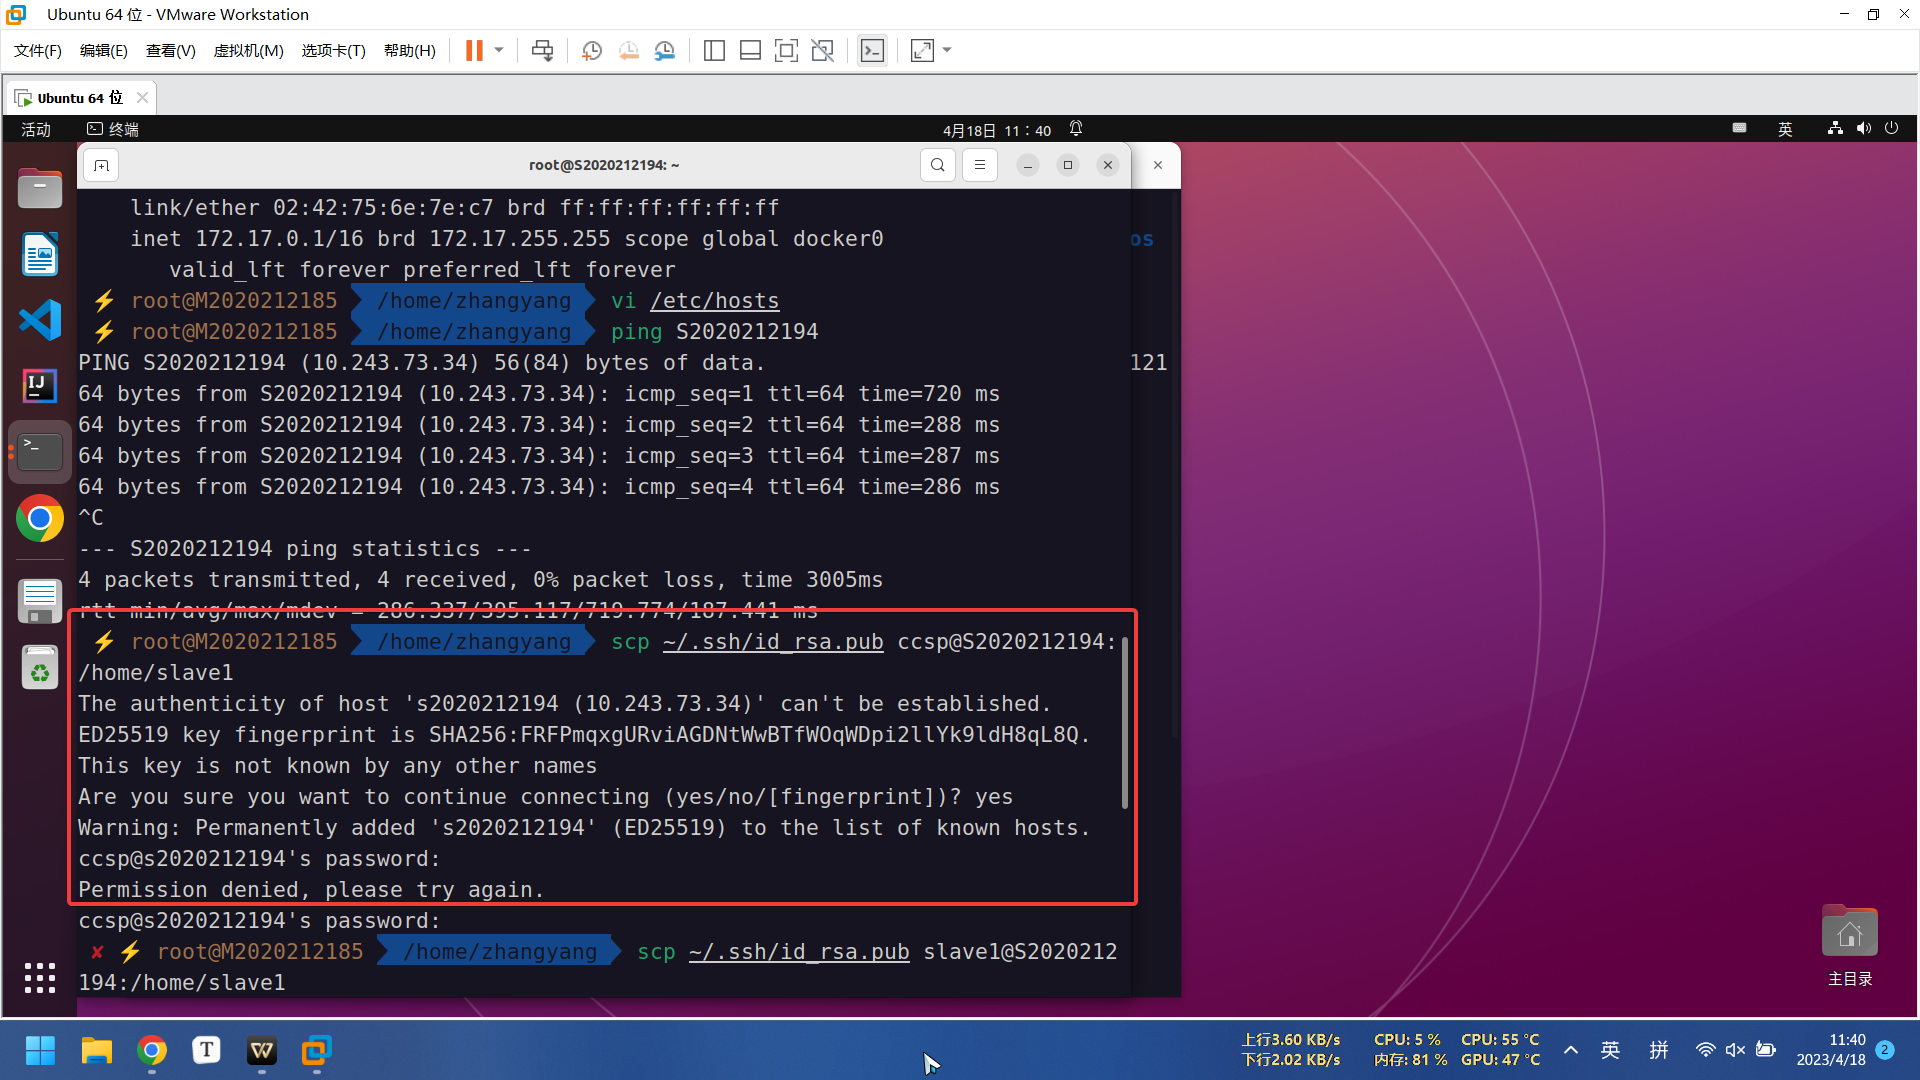 Ubuntu 64 位 - VMware Workstation
文件(F) 编辑(E) 查看(V) 虚拟机(M) 选项卡(T) 帮助(H)
Ubuntu 64 位
活动 终端 4月18日 11：40 英
root@S2020212194: ~
link/ether 02:42:75:6e:7e:c7 brd ff:ff:ff:ff:ff:ff
inet 172.17.0.1/16 brd 172.17.255.255 scope global docker0
os
valid_lft forever preferred_lft forever
root@M2020212185 /home/zhangyang vi /etc/hosts
root@M2020212185 /home/zhangyang ping S2020212194
PING S2020212194 (10.243.73.34) 56(84) bytes of data.
121
64 bytes from S2020212194 (10.243.73.34): icmp_seq=1 ttl=64 time=720 ms
64 bytes from S2020212194 (10.243.73.34): icmp_seq=2 ttl=64 time=288 ms
64 bytes from S2020212194 (10.243.73.34): icmp_seq=3 ttl=64 time=287 ms
64 bytes from S2020212194 (10.243.73.34): icmp_seq=4 ttl=64 time=286 ms
^C
--- S2020212194 ping statistics ---
4 packets transmitted, 4 received, 0% packet loss, time 3005ms
rtt min/avg/max/mdev = 286.337/395.117/719.774/187.441 ms
root@M2020212185 /home/zhangyang scp ~/.ssh/id_rsa.pub ccsp@S2020212194:
/home/slave1
The authenticity of host 's2020212194 (10.243.73.34)' can't be established.
ED25519 key fingerprint is SHA256:FRFPmqxgURviAGDNtWwBTfWOqWDpi2llYk9ldH8qL8Q.
This key is not known by any other names
Are you sure you want to continue connecting (yes/no/[fingerprint])? yes
Warning: Permanently added 's2020212194' (ED25519) to the list of known hosts.
ccsp@s2020212194's password:
Permission denied, please try again.
ccsp@s2020212194's password:
✘ root@M2020212185 /home/zhangyang scp ~/.ssh/id_rsa.pub slave1@S2020212
194:/home/slave1
主目录
上行3.60 KB/s CPU: 5 % CPU: 55 °C
下行2.02 KB/s 内存: 81 % GPU: 47 °C
英 拼
11:40
2023/4/18
2